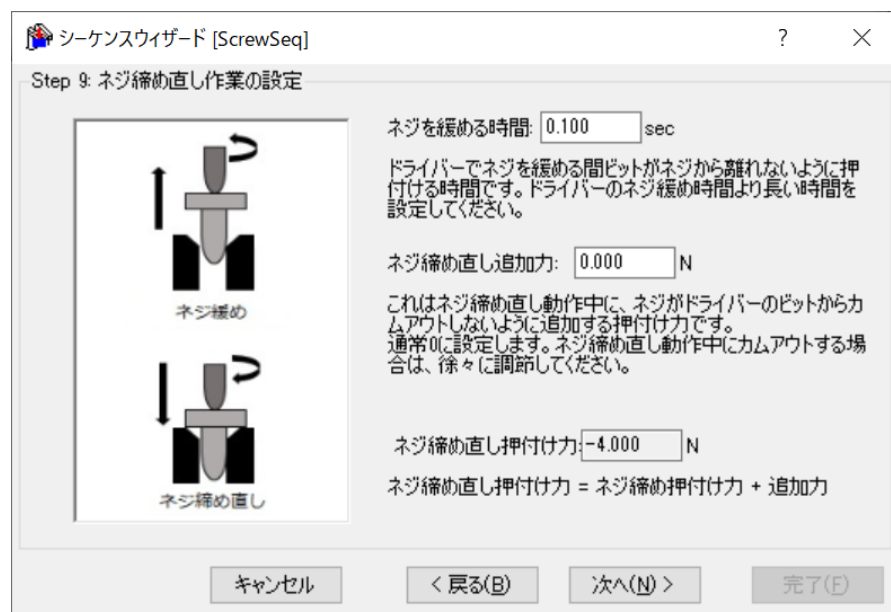 シーケンスウィザード [ScrewSeq]
Step 9: ネジ締め直し作業の設定
ネジ緩め
ネジ締め直し
ネジを緩める時間: 0.100 sec
ドライバーでネジを緩める間ビットがネジから離れないように押
付ける時間です。ドライバーのネジ緩め時間より長い時間を
設定してください。
ネジ締め直し追加力: 0.000 N
これはネジ締め直し動作中に、ネジがドライバーのビットからカ
ムアウトしないように追加する押付け力です。
通常0に設定します。ネジ締め直し動作中にカムアウトする場
合は、徐々に調節してください。
ネジ締め直し押付け力: -4.000 N
ネジ締め直し押付け力 = ネジ締め押付け力 + 追加力
キャンセル < 戻る(B) 次へ(N) > 完了(F)